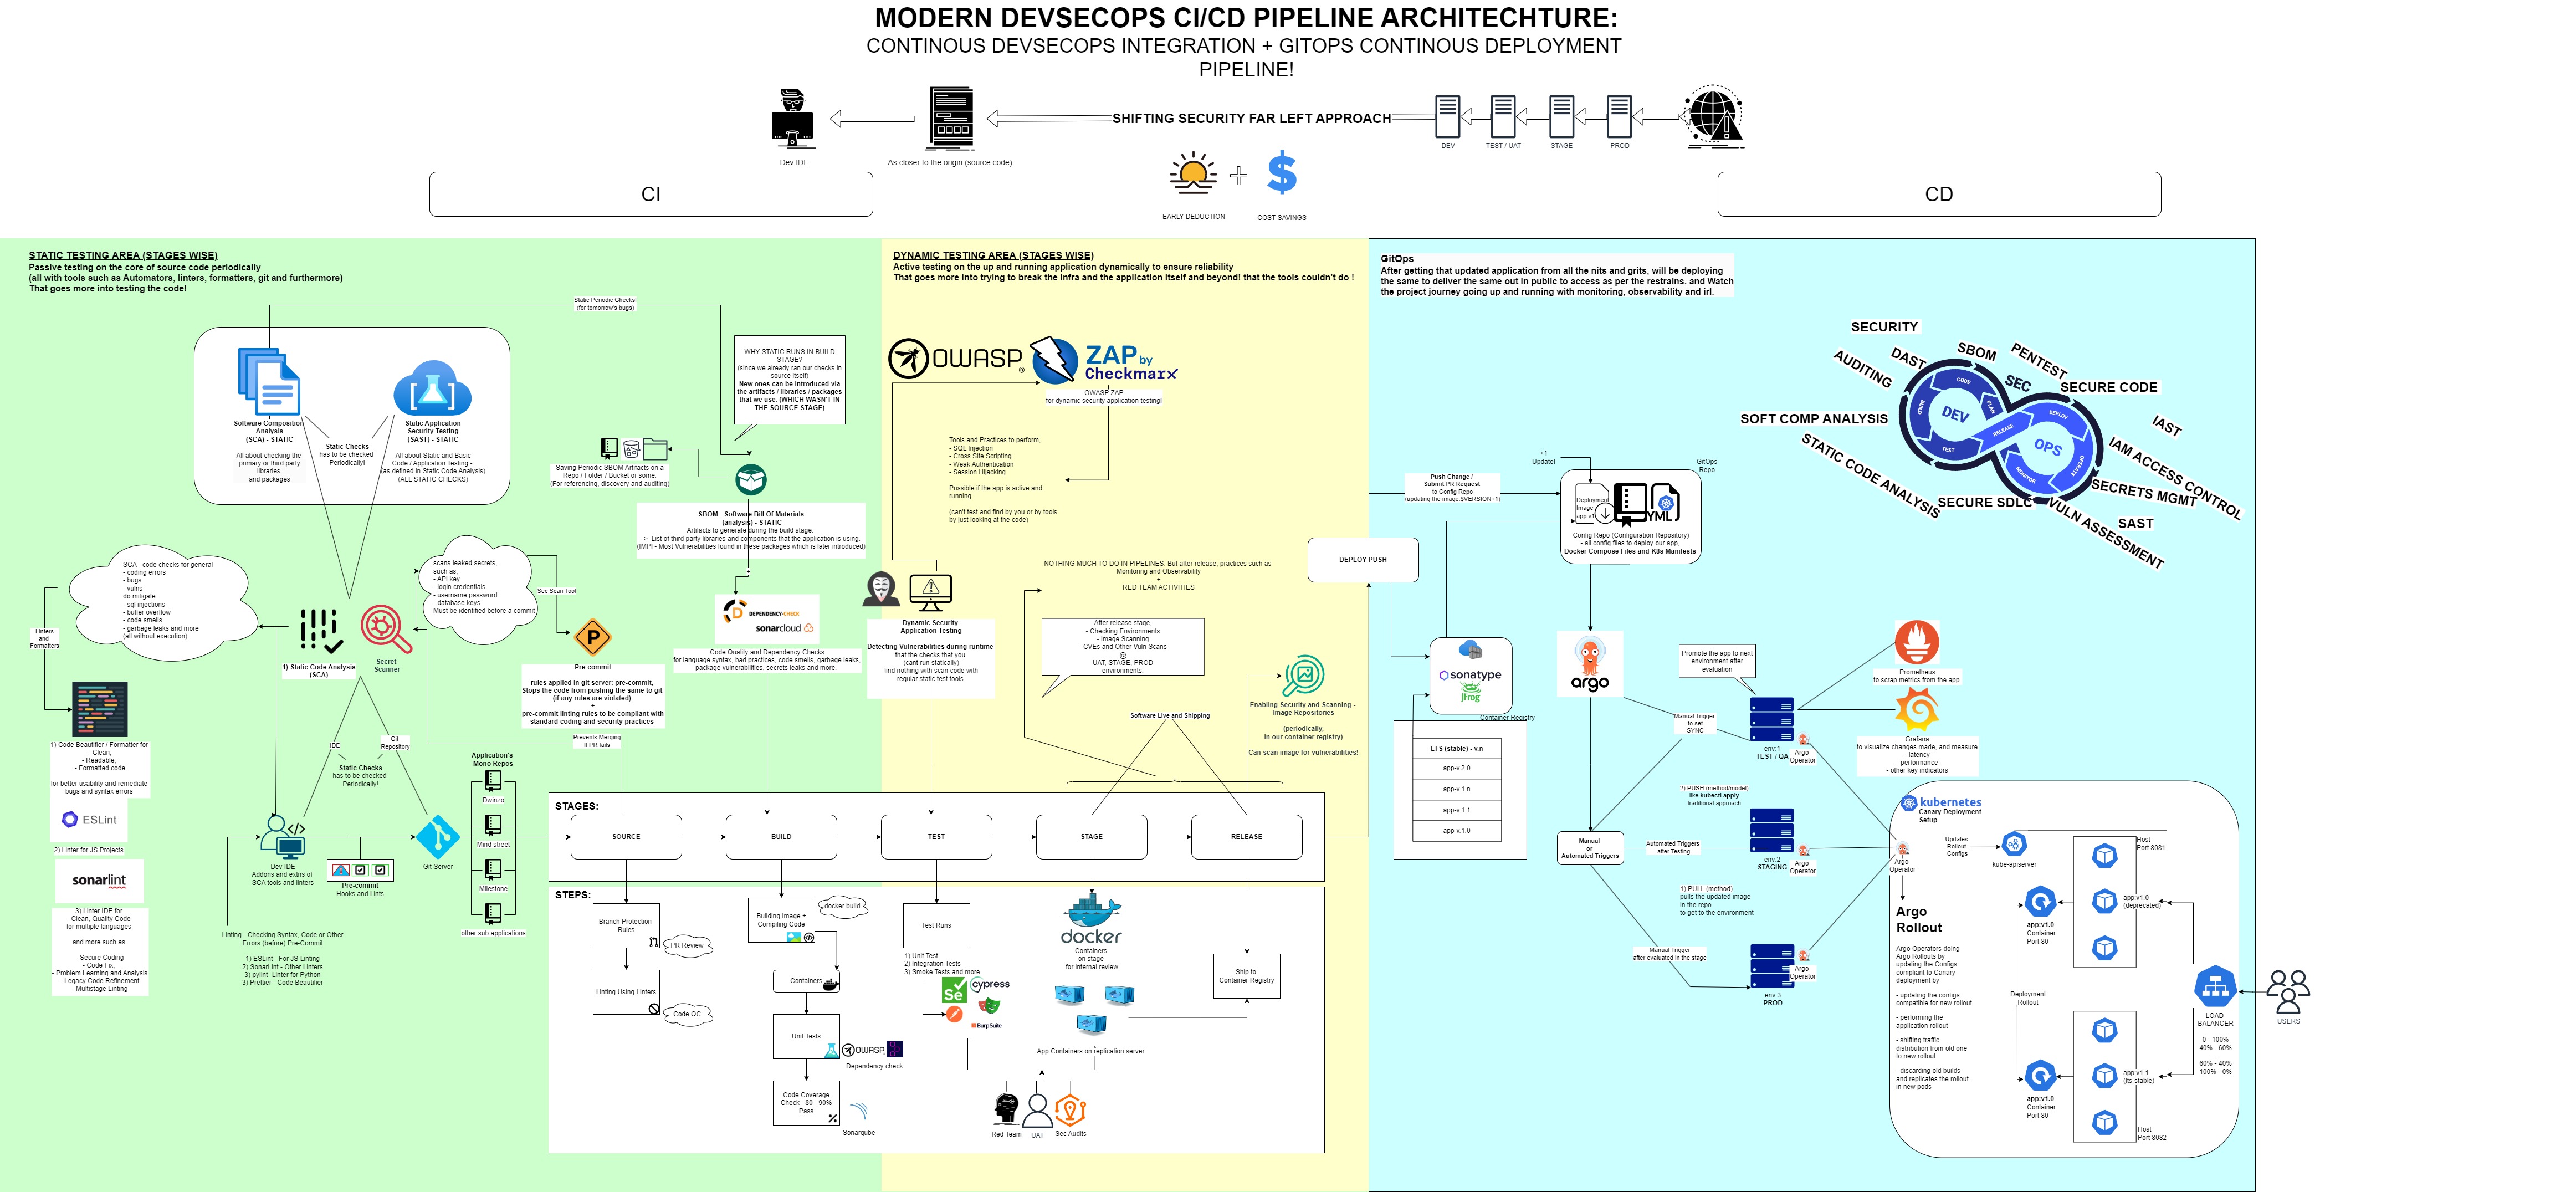 MODERN DEVSECOPS CI/CD PIPELINE ARCHITECHTURE:
CONTINOUS DEVSECOPS INTEGRATION + GITOPS CONTINOUS DEPLOYMENT
PIPELINE!
SHIFTING SECURITY FAR LEFT APPROACH
Dev IDE
As closer to the origin (source code)
DEV
TEST / UAT
STAGE
PROD
EARLY DEDUCTION
COST SAVINGS
CI
CD
STATIC TESTING AREA (STAGES WISE)
Passive testing on the core of source code periodically
(all with tools such as Automators, linters, formatters, git and furthermore)
That goes more into testing the code!
Static Periodic Checks!
(for tomorrow's bugs)
Software Composition
Analysis
(SCA) - STATIC
All about checking the
primary or third party
libraries
and packages
Static Checks
has to be checked
Periodically!
Static Application
Security Testing
(SAST) - STATIC
All about Static and Basic
Code / Application Testing -
(as defined in Static Code Analysis)
(ALL STATIC CHECKS)
WHY STATIC RUNS IN BUILD
STAGE?
(since we already ran our checks in
source itself)
New ones can be introduced via
the artifacts / libraries / packages
that we use. (WHICH WASN'T IN
THE SOURCE STAGE)
Saving Periodic SBOM Artifacts on a
Repo / Folder / Bucket or some
(For referencing, discovery and auditing)
SBOM - Software Bill Of Materials
(analysis) - STATIC
Artifacts to generate during the build stage.
- > List of third party libraries and components that the application is using.
(IMP! - Most Vulnerabilities found in these packages which is later introduced)
+
DEPENDENCY-CHECK
sonarcloud
Code Quality and Dependency Checks
for language syntax, bad practices, code smells, garbage leaks,
package vulnerabilities, secrets leaks and more.
SCA - code checks for general
- coding errors
- bugs
- vulns
do mitigate
- sql injections
- buffer overflow
- code smells
- garbage leaks and more
(all without execution)
Linters
and
Formatters
1) Static Code Analysis
(SCA)
Secret
Scanner
scans leaked secrets,
such as,
- API key
- login credentials
- username password
- database keys
Must be identified before a commit
Sec Scan Tool
P
Pre-commit
rules applied in git server: pre-commit,
Stops the code from pushing the same to git
(if any rules are violated)
+
pre-commit linting rules to be compliant with
standard coding and security practices
Prevents Merging
If PR fails
1) Code Beautifier / Formatter for
- Clean,
- Readable,
- Formatted code
for better usability and remediate
bugs and syntax errors
ESLint
2) Linter for JS Projects
sonarlint
3) Linter IDE for
- Clean, Quality Code
for multiple languages
and more such as
- Secure Coding
- Code Fix,
- Problem Learning and Analysis
- Legacy Code Refinement
- Multistage Linting
IDE
Git
Repository
Static Checks
has to be checked
Periodically!
Dev IDE
Addons and extns of
SCA tools and linters
Pre-commit
Hooks and Lints
Git Server
Linting - Checking Syntax, Code or Other
Errors (before) Pre-Commit
1) ESLint - For JS Linting
2) SonarLint - Other Linters
3) pylint- Linter for Python
3) Prettier - Code Beautifier
Application's
Mono Repos
Dwinzo
Mind street
Milestone
other sub applications
STAGES:
SOURCE
BUILD
TEST
STAGE
RELEASE
STEPS:
Branch Protection
Rules
PR Review
Linting Using Linters
Code QC
Building Image +
Compiling Code
docker build
Containers
Unit Tests
OWASP
Dependency check
Code Coverage
Check - 80 - 90%
Pass
Sonarqube
Test Runs
1) Unit Test
2) Integration Tests
3) Smoke Tests and more
Se
cypress
BurpSuite
docker
Containers
on stage
for internal review
App Containers on replication server
Red Team
UAT
Sec Audits
Ship to
Container Registry
DYNAMIC TESTING AREA (STAGES WISE)
Active testing on the up and running application dynamically to ensure reliability
That goes more into trying to break the infra and the application itself and beyond! that the tools couldn't do !
OWASP
ZAP by
Checkmarx
OWASP ZAP
for dynamic security application testing!
Tools and Practices to perform,
- SQL Injection
- Cross Site Scripting
- Weak Authentication
- Session Hijacking
Possible if the app is active and
running
(can't test and find by you or by tools
by just looking at the code)
Dynamic Security
Application Testing
Detecting Vulnerabilities during runtime
that the checks that you
(cant run statically)
find nothing with scan code with
regular static test tools.
NOTHING MUCH TO DO IN PIPELINES. But after release, practices such as
Monitoring and Observability
+
RED TEAM ACTIVITIES
After release stage,
- Checking Environments
- Image Scanning
- CVEs and Other Vuln Scans
@
UAT, STAGE, PROD
environments.
Software Live and Shipping
Enabling Security and Scanning -
Image Repositories
(periodically,
in our container registry)
Can scan image for vulnerabilities!
GitOps
After getting that updated application from all the nits and grits, will be deploying
the same to deliver the same out in public to access as per the restrains. and Watch
the project journey going up and running with monitoring, observability and irl.
DEPLOY PUSH
Push Change /
Submit PR Request
to Config Repo
(updating the image:$VERSION+1)
+1
Update!
GitOps
Repo
Deployment
Image
app:v1
YML
Config Repo (Configuration Repository)
- all config files to deploy our app,
Docker Compose Files and K8s Manifests
sonatype
JFrog
Container Registry
LTS (stable) - v.n
app-v.2.0
app-v.1.n
app-v.1.1
app-v.1.0
argo
Manual
or
Automated Triggers
Manual Trigger
to set
SYNC
2) PUSH (method/model)
like kubectl apply
traditional approach
Automated Triggers
after Testing
1) PULL (method)
pulls the updated image
in the repo
to get to the environment
Manual Trigger
after evaluated in the stage
Promote the app to next
environment after
evaluation
env:1
TEST / QA
Argo
Operator
env:2
STAGING
Argo
Operator
env:3
PROD
Argo
Operator
Prometheus
to scrap metrics from the app
Grafana
to visualize changes made, and measure
- latency
- performance
- other key indicators
SECURITY
AUDITING
DAST
SBOM
PENTEST
SEC
SECURE CODE
SOFT COMP ANALYSIS
IAST
STATIC CODE ANALYSIS
IAM ACCESS CONTROL
SECRETS MGMT
SECURE SDLC
SAST
VULN ASSESSMENT
DEV
OPS
CODE
BUILD
PLAN
TEST
RELEASE
DEPLOY
OPERATE
MONITOR
kubernetes
Canary Deployment
Setup
Argo
Operator
Updates
Rollout
Configs
kube-apiserver
Argo
Rollout
Argo Operators doing
Argo Rollouts by
updating the Configs
compliant to Canary
deployment by
- updating the configs
compatible for new rollout
- performing the
application rollout
- shifting traffic
distribution from old one
to new rollout
- discarding old builds
and replicates the rollout
in new pods
Host
Port 8081
app:v1.0
(deprecated)
app:v1.0
Container
Port 80
Deployment
Rollout
app:v1.1
(lts-stable)
app:v1.0
Container
Port 80
Host
Port 8082
LOAD
BALANCER
0 - 100%
40% - 60%
- - -
60% - 40%
100% - 0%
USERS